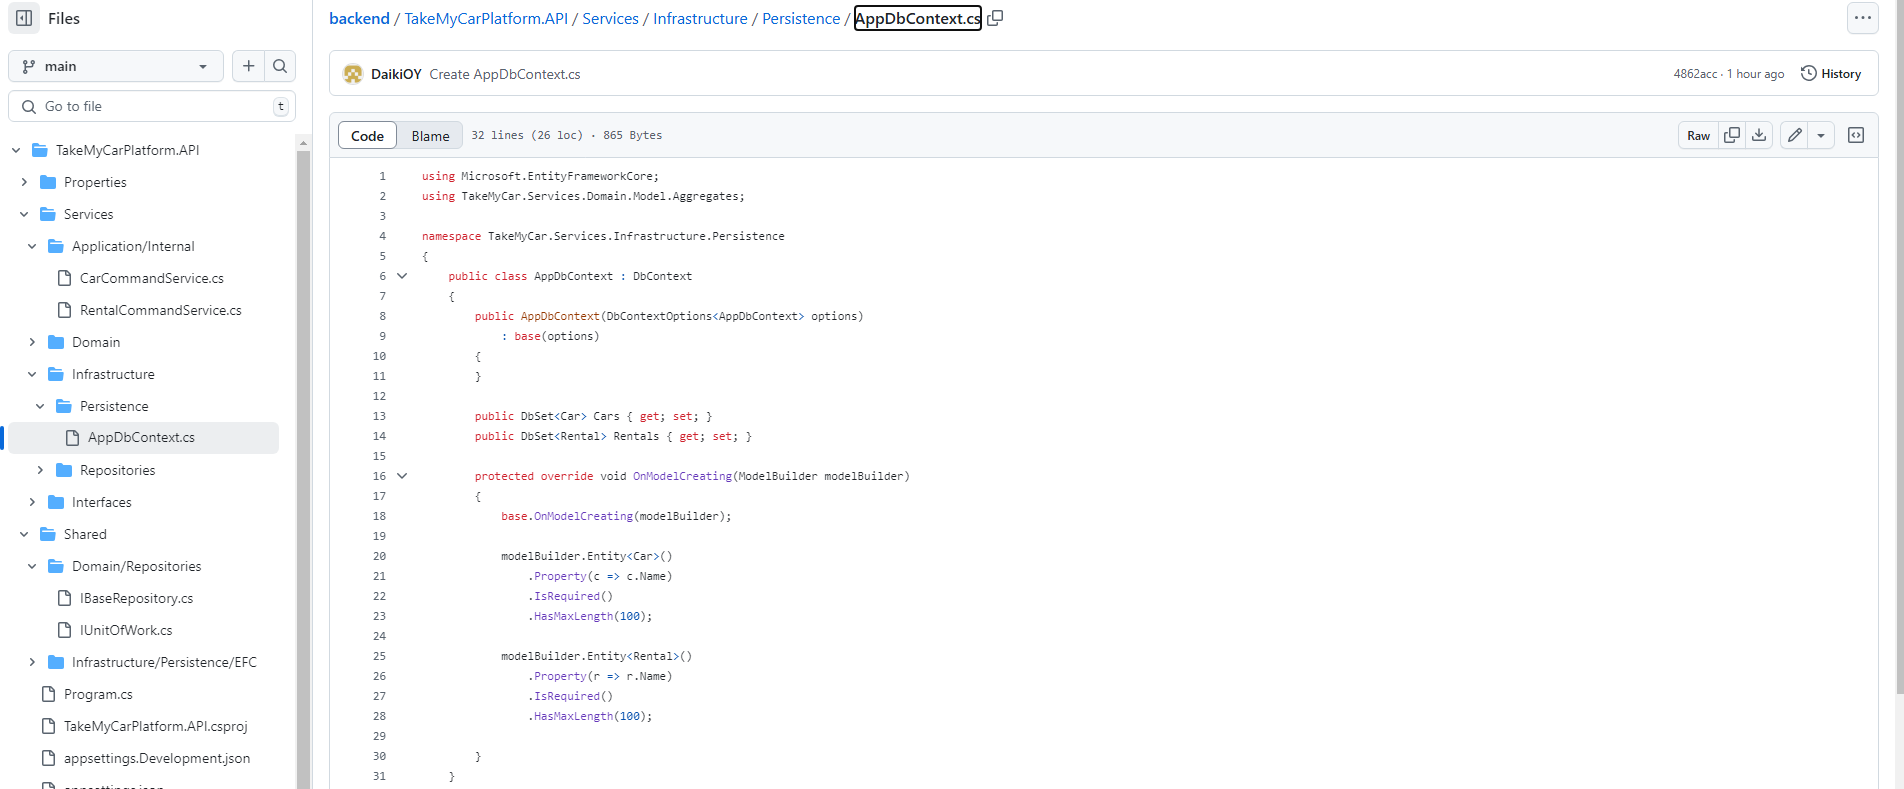 Files
main
Go to file
t
TakeMyCarPlatform.API
Properties
Services
Application/Internal
CarCommandService.cs
RentalCommandService.cs
Domain
Infrastructure
Persistence
AppDbContext.cs
Repositories
Interfaces
Shared
Domain/Repositories
IBaseRepository.cs
IUnitOfWork.cs
Infrastructure/Persistence/EFC
Program.cs
TakeMyCarPlatform.API.csproj
appsettings.Development.json
backend / TakeMyCarPlatform.API / Services / Infrastructure / Persistence / AppDbContext.cs
DaikiOY Create AppDbContext.cs 4862acc · 1 hour ago History
Code Blame 32 lines (26 loc) · 865 Bytes Raw
1 using Microsoft.EntityFrameworkCore;
2 using TakeMyCar.Services.Domain.Model.Aggregates;
3
4 namespace TakeMyCar.Services.Infrastructure.Persistence
5 {
6 public class AppDbContext : DbContext
7 {
8 public AppDbContext(DbContextOptions<AppDbContext> options)
9 : base(options)
10 {
11 }
12
13 public DbSet<Car> Cars { get; set; }
14 public DbSet<Rental> Rentals { get; set; }
15
16 protected override void OnModelCreating(ModelBuilder modelBuilder)
17 {
18 base.OnModelCreating(modelBuilder);
19
20 modelBuilder.Entity<Car>()
21 .Property(c => c.Name)
22 .IsRequired()
23 .HasMaxLength(100);
24
25 modelBuilder.Entity<Rental>()
26 .Property(r => r.Name)
27 .IsRequired()
28 .HasMaxLength(100);
29
30 }
31 }